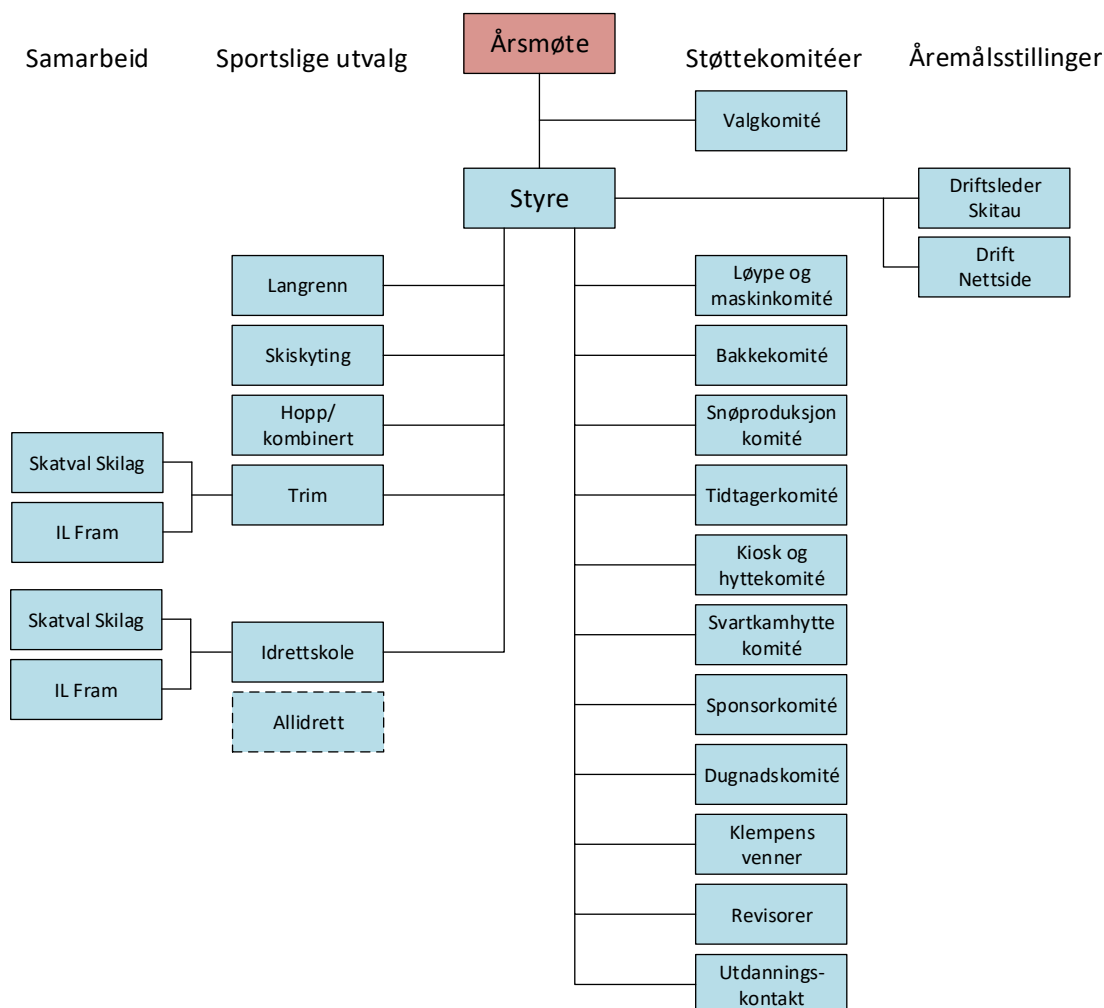 Årsmøte
Samarbeid
Sportslige utvalg
Støttekomitéer
Åremålsstillinger
Valgkomité
Styre
Driftsleder
Skitau
Drift
Nettside
Langrenn
Skiskyting
Hopp/
kombinert
Trim
Skatval Skilag
IL Fram
Idrettskole
Skatval Skilag
IL Fram
Allidrett
Løype og
maskinkomité
Bakkekomité
Snøproduksjon
komité
Tidtagerkomité
Kiosk og
hyttekomité
Svartkamhytte
komité
Sponsorkomité
Dugnadskomité
Klempens
venner
Revisorer
Utdannings-
kontakt